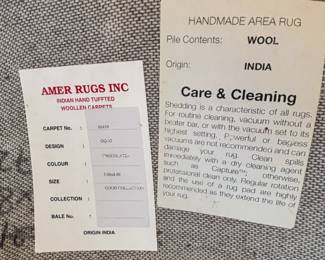 AMER RUGS INC
INDIAN HAND TUFFTED
WOOLLEN CARPETS
CARPET No. :
DESIGN :
COLOUR :
SIZE :
COLLECTION :
BALE No. :
ORIGIN INDIA
HANDMADE AREA RUG
Pile Contents: WOOL
Origin: INDIA
Care & Cleaning
Shedding is a characteristic of all rugs.
For routine cleaning, vacuum without a
beater bar, or with the vacuum set to its
highest setting. Powerful or bagless
vacuums are not recommended and can
damage your rug. Clean spills
immediately with a dry cleaning agent
such as Capture™; otherwise,
professional clean only. Regular rotation
and the use of a rug pad are highly
recommended as they extend the life of
your rug.